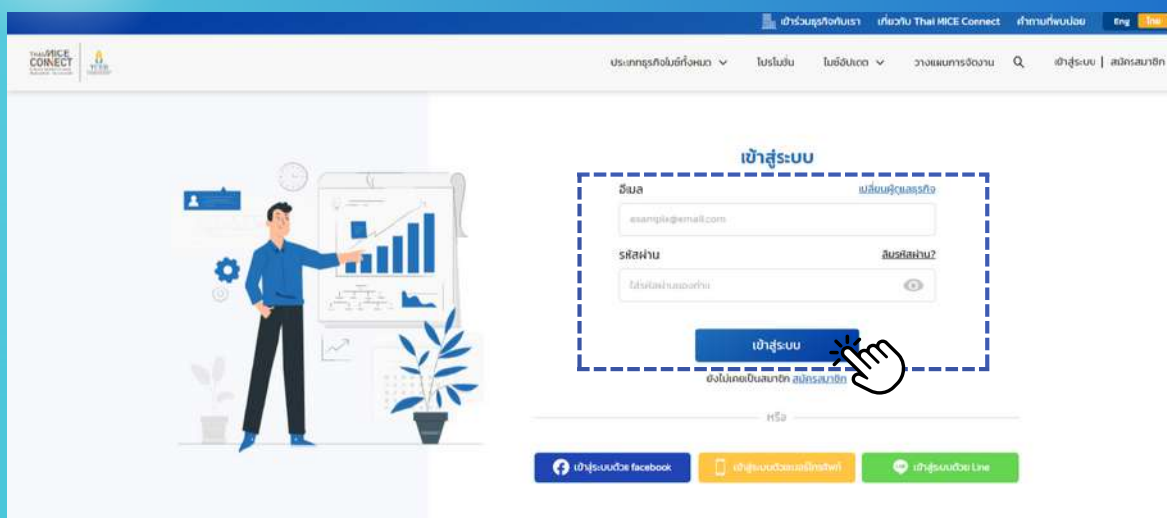 เข้าร่วมธุรกิจกับเรา เกี่ยวกับ Thai MICE Connect คำถามที่พบบ่อย Eng ไทย
THAI MICE CONNECT
TCEB
ประเภทธุรกิจไมซ์ทั้งหมด โปรโมชั่น ไมซ์อัปเดต วางแผนการจัดงาน เข้าสู่ระบบ | สมัครสมาชิก
เข้าสู่ระบบ
อีเมล เปลี่ยนผู้ดูแลธุรกิจ
example@email.com
รหัสผ่าน ลืมรหัสผ่าน?
ใส่รหัสผ่านของท่าน
เข้าสู่ระบบ
ยังไม่เคยเป็นสมาชิก สมัครสมาชิก
หรือ
เข้าสู่ระบบด้วย facebook เข้าสู่ระบบด้วยเบอร์โทรศัพท์ เข้าสู่ระบบด้วย Line